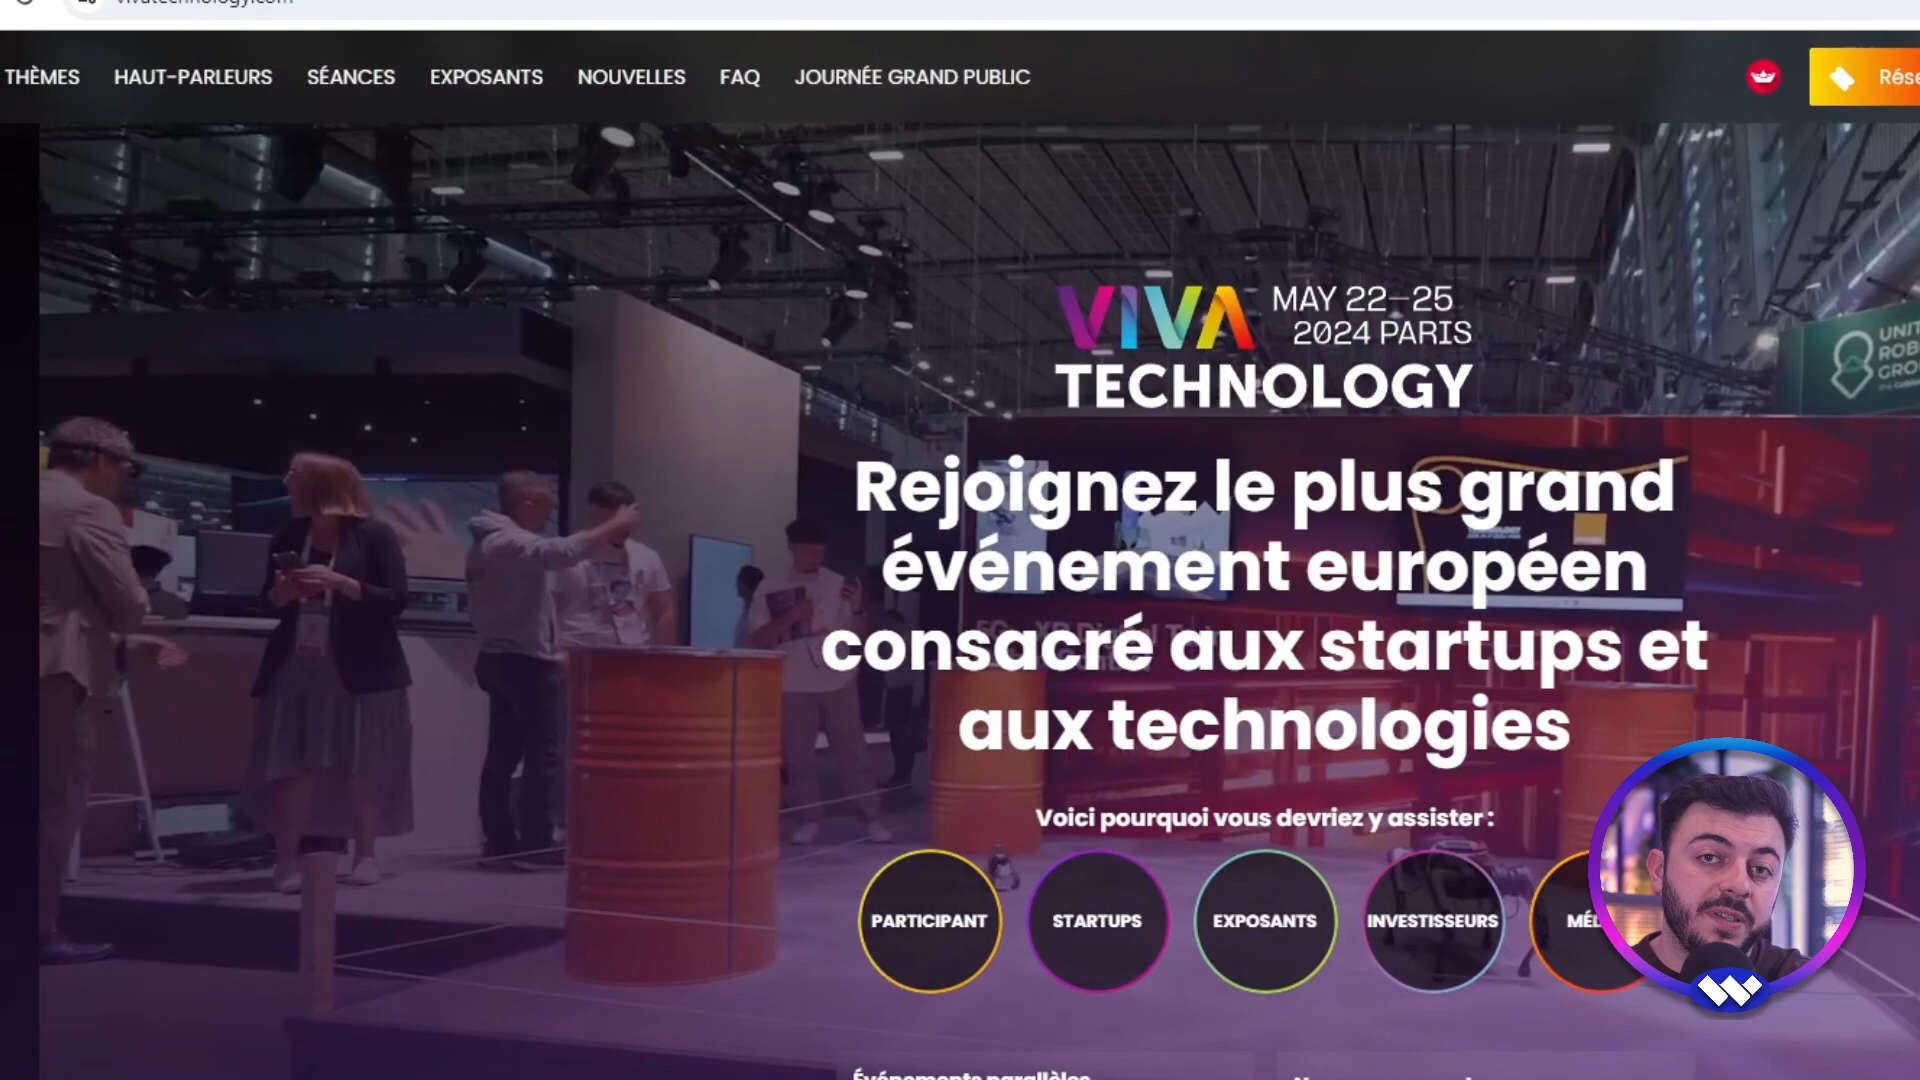 THÈMES HAUT-PARLEURS SÉANCES EXPOSANTS NOUVELLES FAQ JOURNÉE GRAND PUBLIC
VIVA MAY 22–25
2024 PARIS
TECHNOLOGY
Rejoignez le plus grand
événement européen
consacré aux startups et
aux technologies
Voici pourquoi vous devriez y assister :
PARTICIPANT STARTUPS EXPOSANTS INVESTISSEURS
Événements parallèles